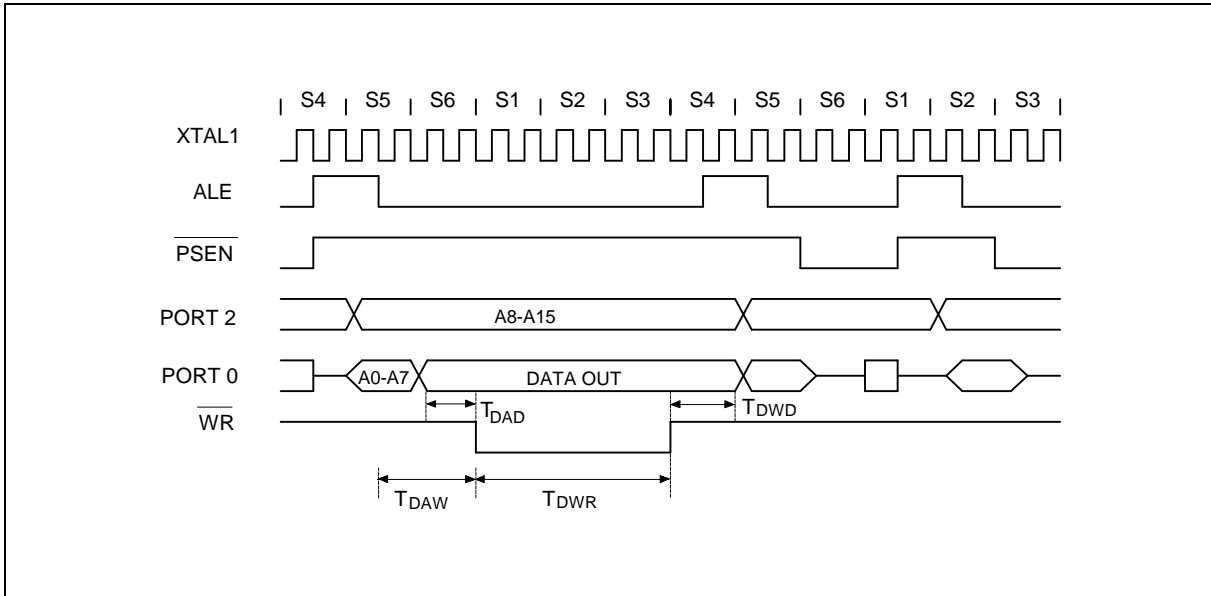 S4 S5 S6 S1 S2 S3 S4 S5 S6 S1 S2 S3
XTAL1
ALE
PSEN
PORT 2 A8-A15
PORT 0 A0-A7 DATA OUT
TDAD TDWD
WR
TDAW TDWR